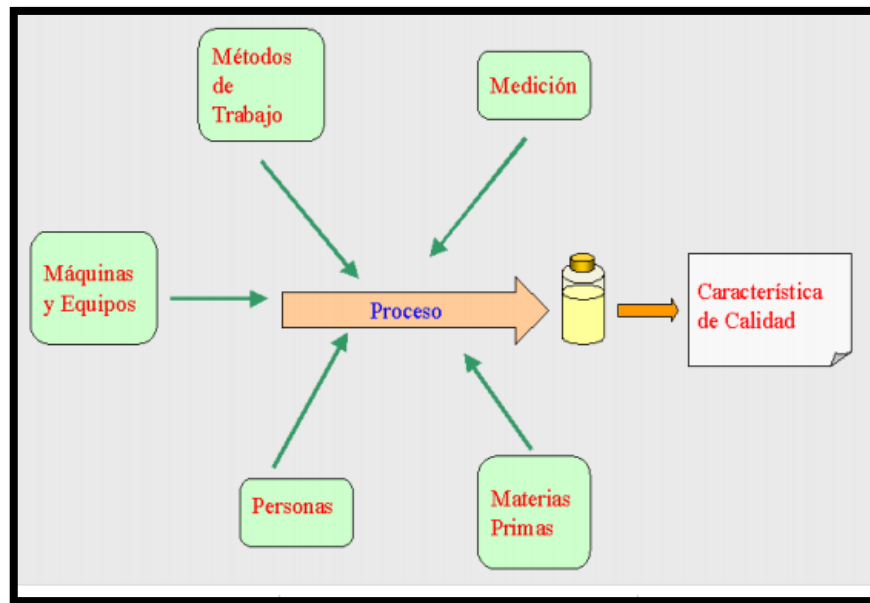 Métodos
de
Trabajo
Medición
Máquinas
y Equipos
Proceso
Característica
de Calidad
Personas
Materias
Primas